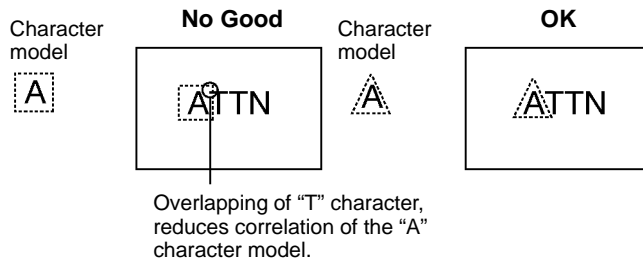 No Good
OK
Character
model
Character
model
A
ATTN
A
ATTN
Overlapping of “T” character,
reduces correlation of the “A”
character model.